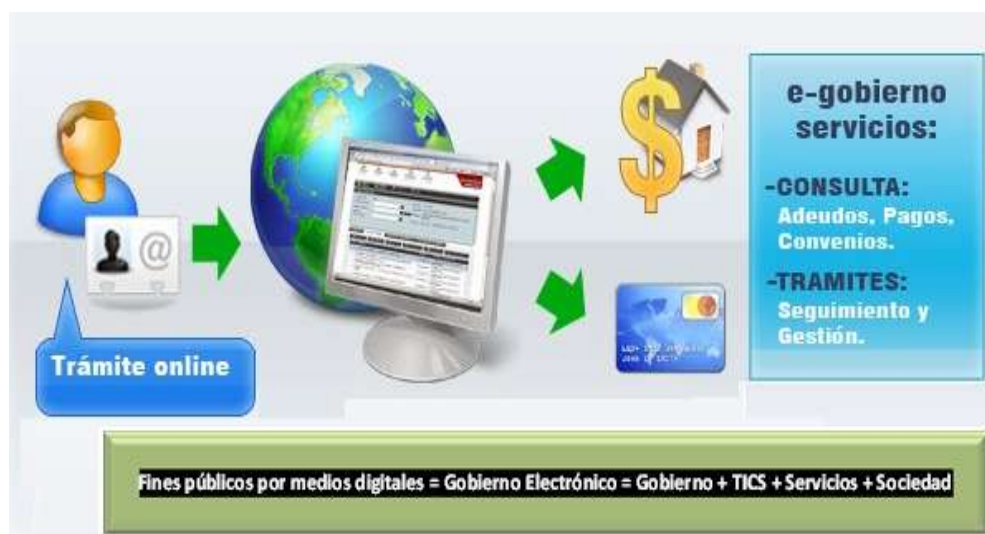 Trámite online
e-gobierno
servicios:
-CONSULTA:
Adeudos, Pagos,
Convenios.
-TRAMITES:
Seguimiento y
Gestión.
Fines públicos por medios digitales = Gobierno Electrónico = Gobierno + TICS + Servicios + Sociedad